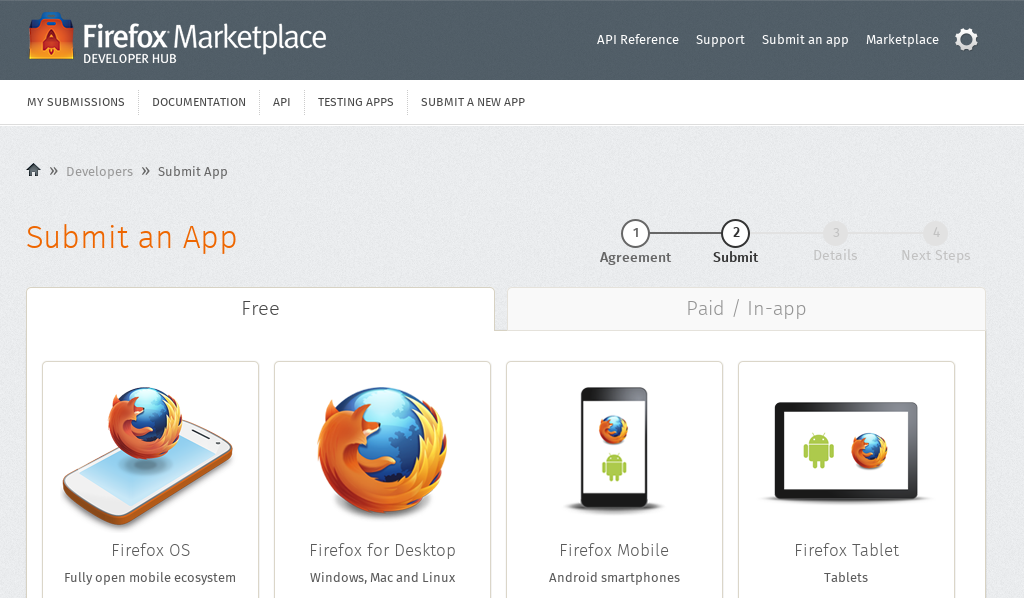 Firefox Marketplace
DEVELOPER HUB
API Reference Support Submit an app Marketplace
MY SUBMISSIONS DOCUMENTATION API TESTING APPS SUBMIT A NEW APP
» Developers » Submit App
Submit an App
1 2 3 4
Agreement Submit Details Next Steps
Free Paid / In-app
Firefox OS Firefox for Desktop Firefox Mobile Firefox Tablet
Fully open mobile ecosystem Windows, Mac and Linux Android smartphones Tablets